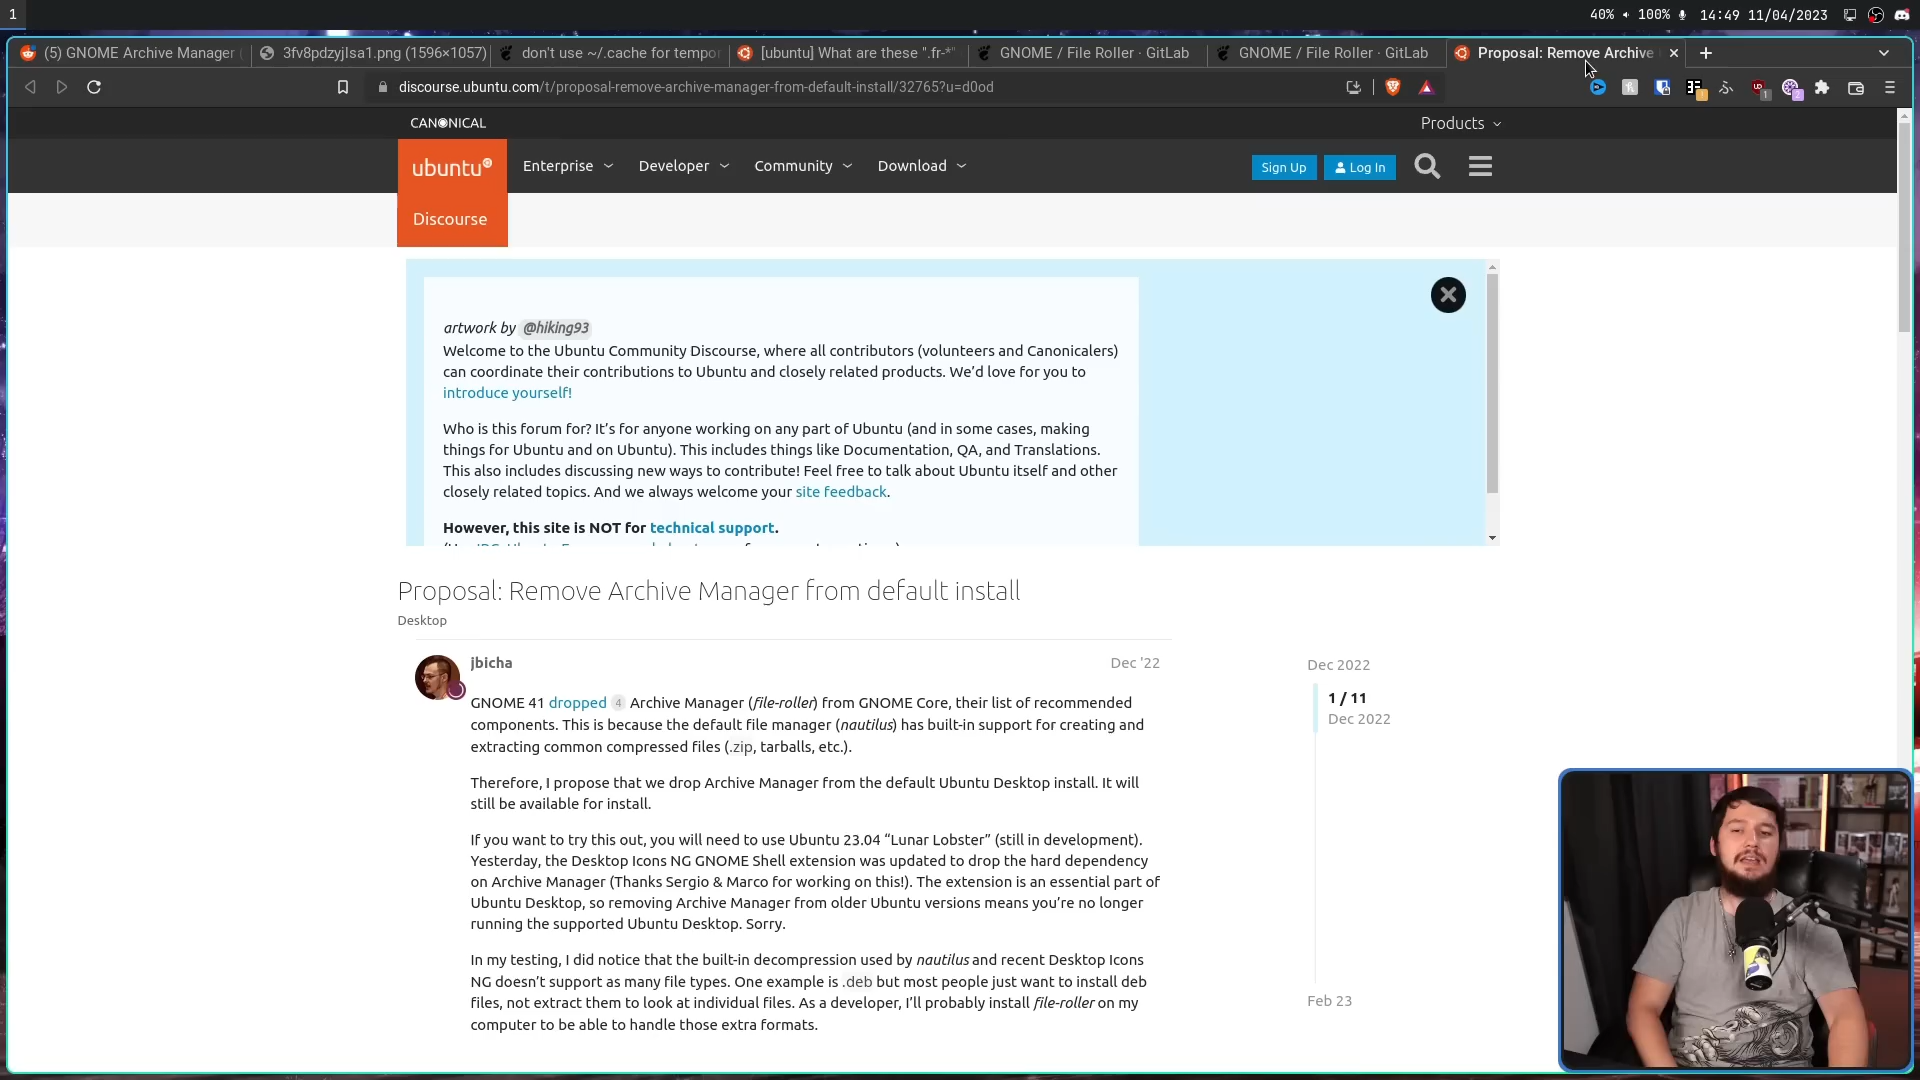 1
40%
100%
14:49 11/04/2023
(5) GNOME Archive Manager
3fv8pdzyjlsa1.png (1596×1057)
don't use ~/.cache for tempor
[ubuntu] What are these ".fr-*"
GNOME / File Roller · GitLab
GNOME / File Roller · GitLab
Proposal: Remove Archive
discourse.ubuntu.com/t/proposal-remove-archive-manager-from-default-install/32765?u=d0od
CANONICAL
Products
ubuntu
Enterprise
Developer
Community
Download
Sign Up
Log In
Discourse
artwork by @hiking93
Welcome to the Ubuntu Community Discourse, where all contributors (volunteers and Canonicalers)
can coordinate their contributions to Ubuntu and closely related products. We'd love for you to
introduce yourself!
Who is this forum for? It's for anyone working on any part of Ubuntu (and in some cases, making
things for Ubuntu and on Ubuntu). This includes things like Documentation, QA, and Translations.
This also includes discussing new ways to contribute! Feel free to talk about Ubuntu itself and other
closely related topics. And we always welcome your site feedback.
However, this site is NOT for technical support.
Proposal: Remove Archive Manager from default install
Desktop
jbicha
Dec '22
GNOME 41 dropped 4 Archive Manager (file-roller) from GNOME Core, their list of recommended
components. This is because the default file manager (nautilus) has built-in support for creating and
extracting common compressed files (.zip, tarballs, etc.).
Therefore, I propose that we drop Archive Manager from the default Ubuntu Desktop install. It will
still be available for install.
If you want to try this out, you will need to use Ubuntu 23.04 “Lunar Lobster” (still in development).
Yesterday, the Desktop Icons NG GNOME Shell extension was updated to drop the hard dependency
on Archive Manager (Thanks Sergio & Marco for working on this!). The extension is an essential part of
Ubuntu Desktop, so removing Archive Manager from older Ubuntu versions means you're no longer
running the supported Ubuntu Desktop. Sorry.
In my testing, I did notice that the built-in decompression used by nautilus and recent Desktop Icons
NG doesn't support as many file types. One example is .deb but most people just want to install deb
files, not extract them to look at individual files. As a developer, I'll probably install file-roller on my
computer to be able to handle those extra formats.
Dec 2022
1 / 11
Dec 2022
Feb 23